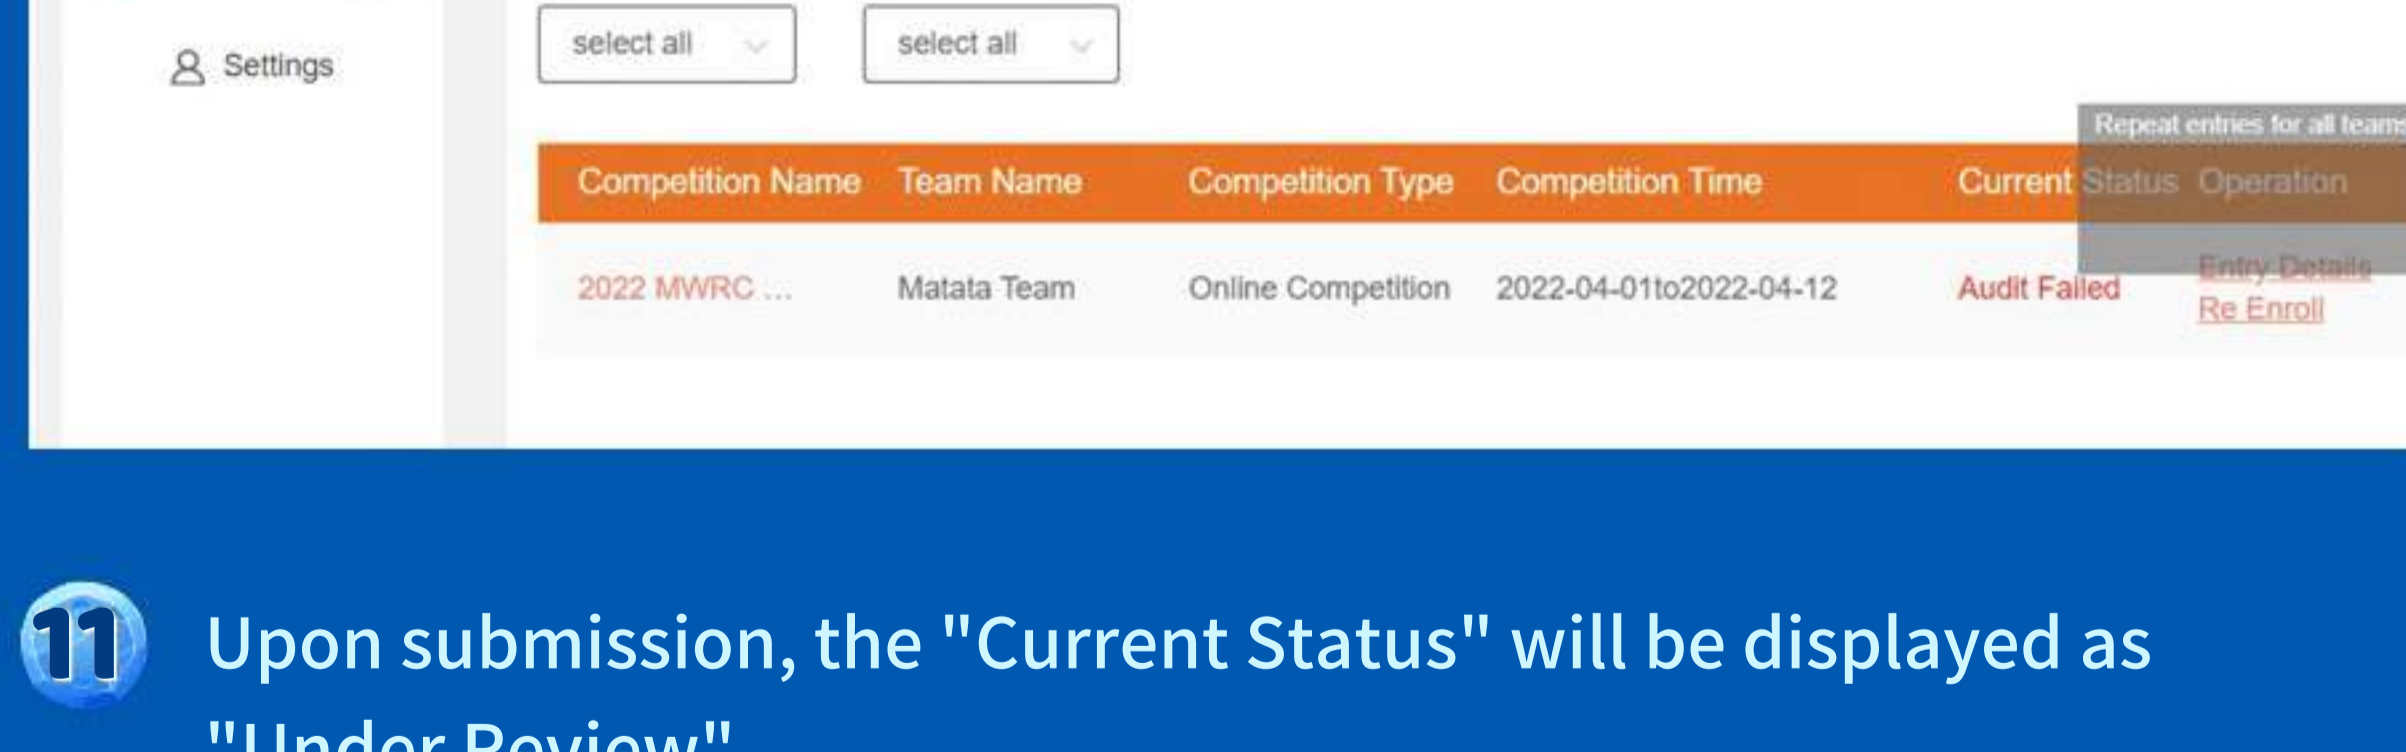 select all
select all
Settings
Repeat entries for all teams
Competition Name Team Name Competition Type Competition Time Current Status Operation
2022 MWRC ... Matata Team Online Competition 2022-04-01to2022-04-12 Audit Failed Entry Details
Re Enroll
11 Upon submission, the "Current Status" will be displayed as
"Under Review"